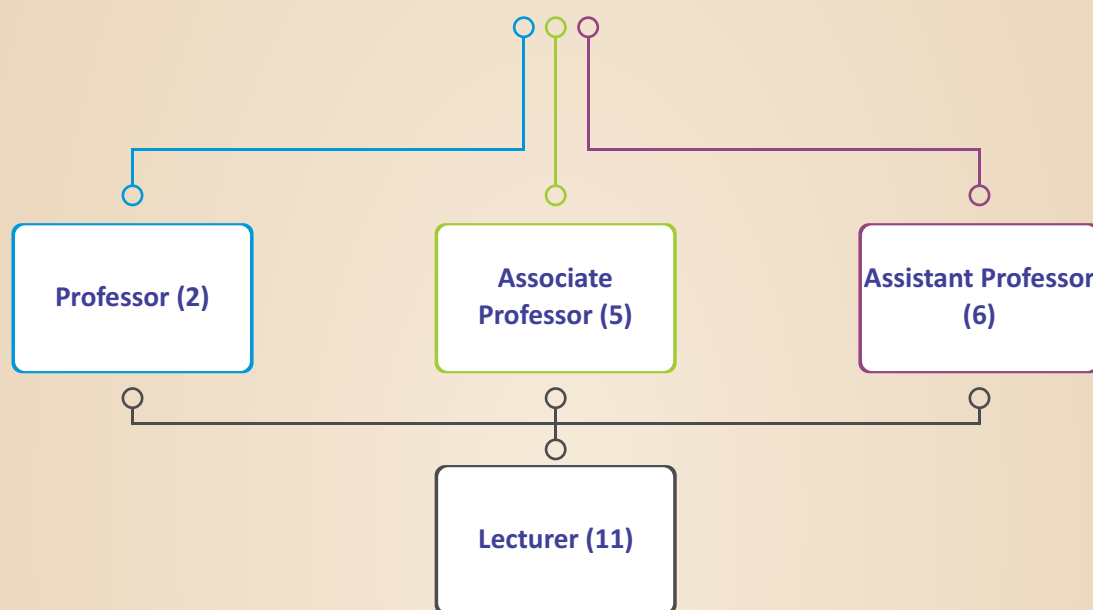 Professor (2)
Associate
Professor (5)
Assistant Professor
(6)
Lecturer (11)